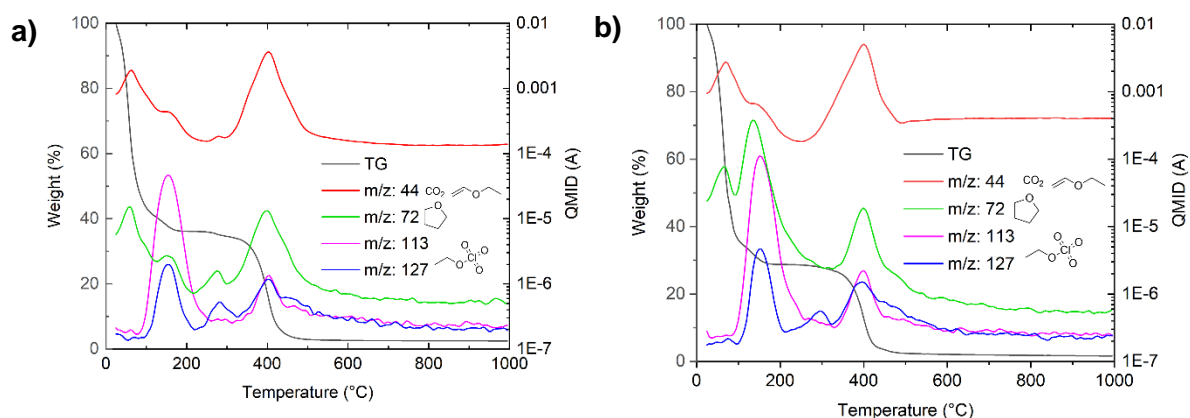 a)
100
80
60
40
20
0
Weight (%)
0.01
0.001
1E-4
1E-5
1E-6
1E-7
QMID (A)
TG
m/z: 44 CO2 O
m/z: 72 O
m/z: 113
m/z: 127 O Cl O O O
0 200 400 600 800 1000
Temperature (°C)
b)
100
80
60
40
20
0
Weight (%)
0.01
0.001
1E-4
1E-5
1E-6
1E-7
QMID (A)
TG
m/z: 44 CO2 O
m/z: 72 O
m/z: 113
m/z: 127 O Cl O O O
0 200 400 600 800 1000
Temperature (°C)